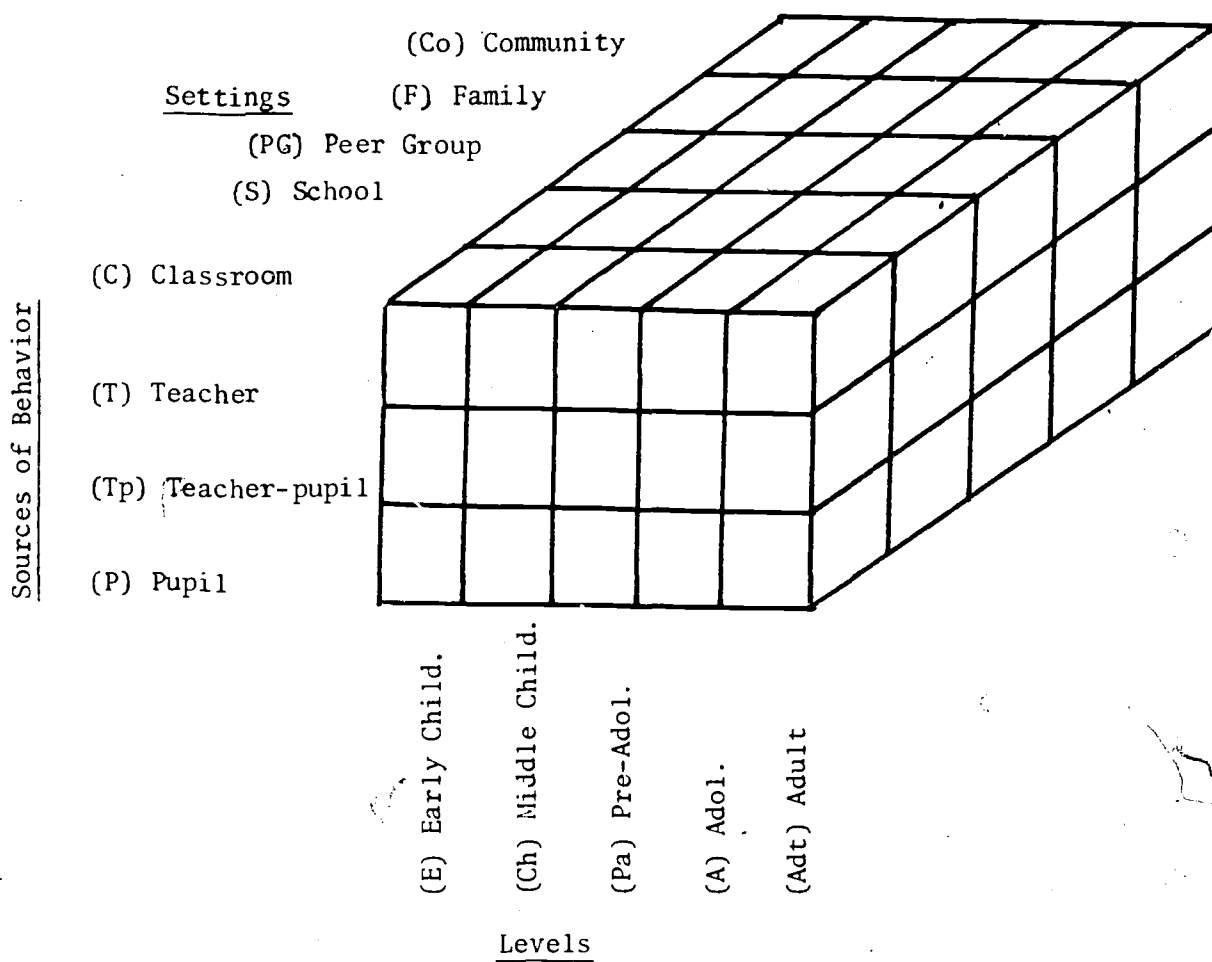 (Co) Community
Settings
(F) Family
(PG) Peer Group
(S) School
(C) Classroom
Sources of Behavior
(T) Teacher
(Tp) Teacher-pupil
(P) Pupil
(E) Early Child.
(Ch) Middle Child.
(Pa) Pre-Adol.
(A) Adol.
(Adt) Adult
Levels